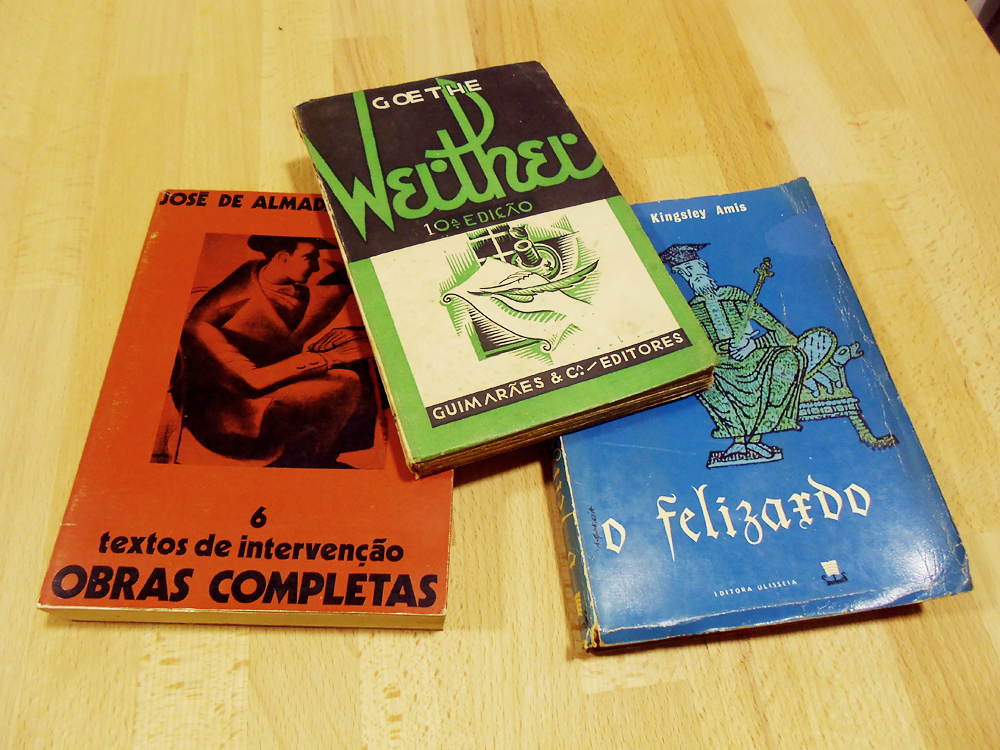 JOSÉ DE ALMAD
6
textos de intervenção
OBRAS COMPLETAS
GOETHE
Werther
10ª EDIÇÃO
GUIMARÃES & Cª. / EDITORES
Kingsley Amis
o felizardo
EDITORA ULISSEIA